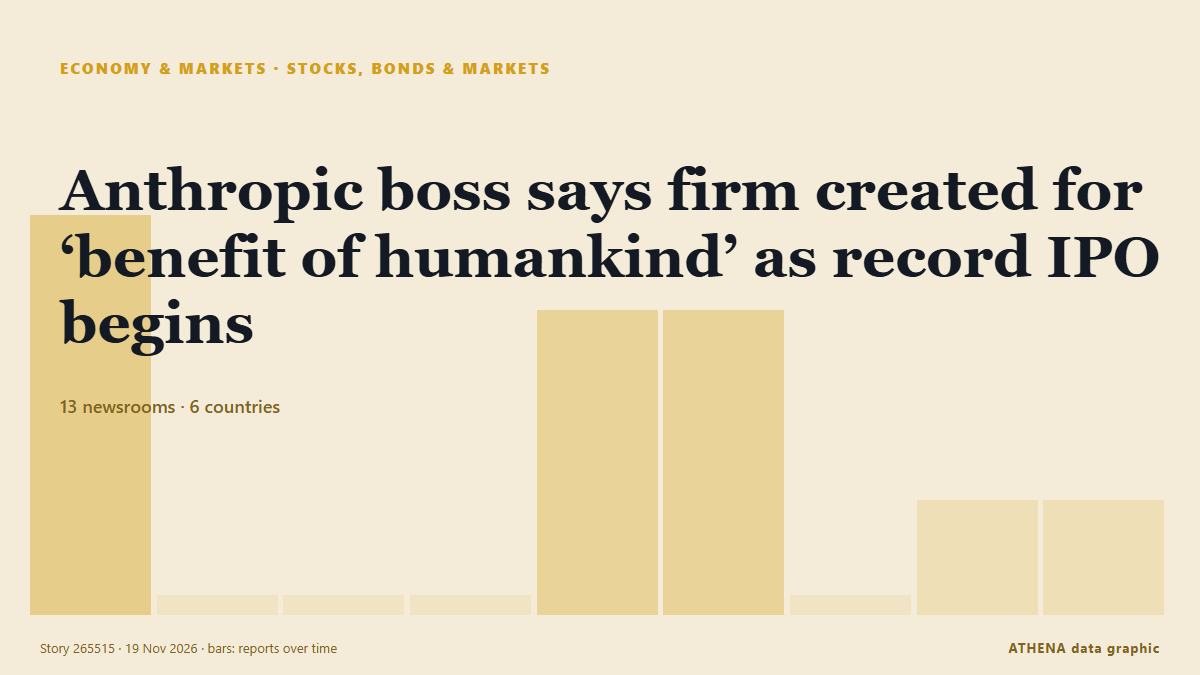 ECONOMY & MARKETS · STOCKS, BONDS & MARKETS
Anthropic boss says firm created for
‘benefit of humankind’ as record IPO
begins
13 newsrooms · 6 countries
Story 265515 · 19 Nov 2026 · bars: reports over time
ATHENA data graphic